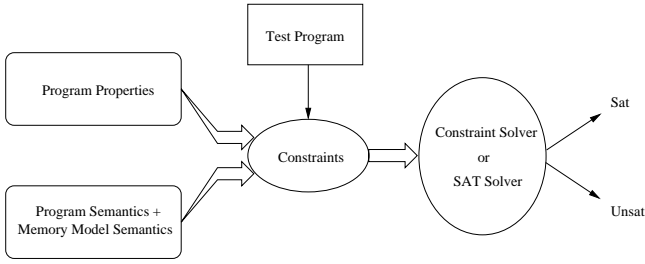 Test Program
Program Properties
Constraints
Constraint Solver
or
SAT Solver
Sat
Unsat
Program Semantics +
Memory Model Semantics